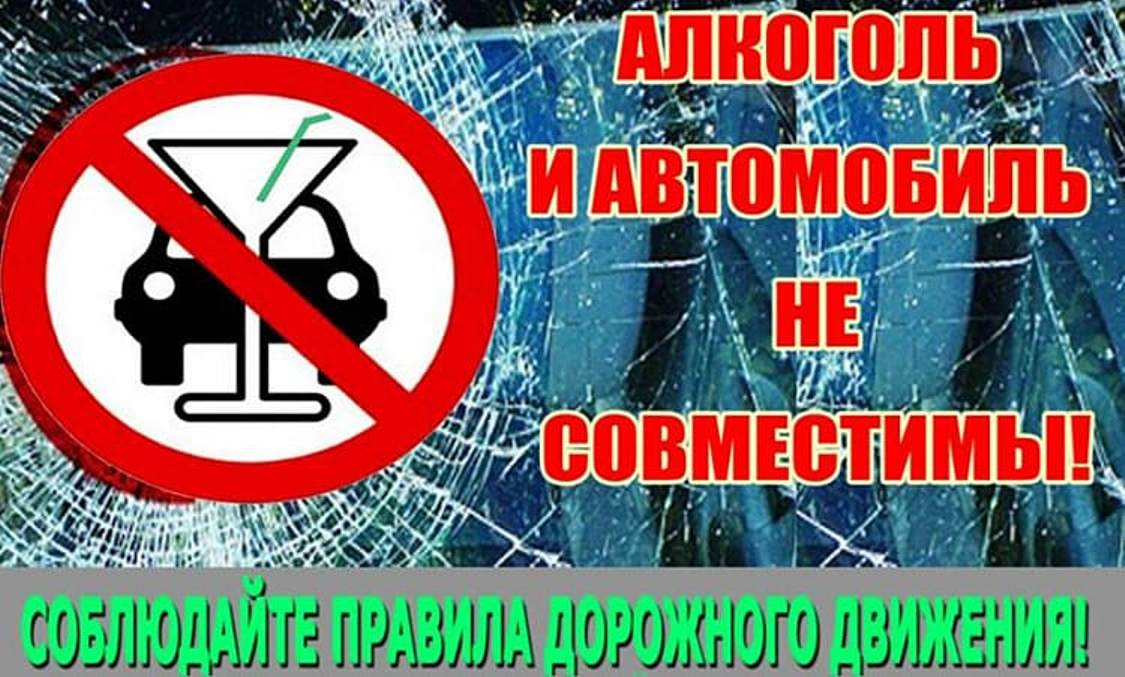 АЛКОГОЛЬ
И АВТОМОБИЛЬ
НЕ
СОВМЕСТИМЫ!
СОБЛЮДАЙТЕ ПРАВИЛА ДОРОЖНОГО ДВИЖЕНИЯ!